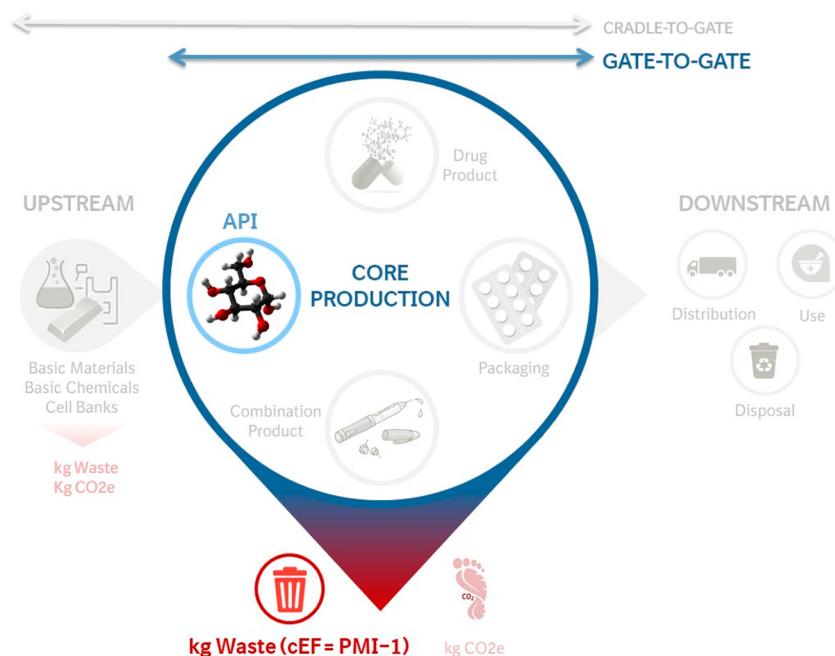 CRADLE-TO-GATE
GATE-TO-GATE
Drug
Product
UPSTREAM
API
CORE
PRODUCTION
DOWNSTREAM
Distribution
Use
Basic Materials
Basic Chemicals
Cell Banks
Packaging
Combination
Product
Disposal
kg Waste
Kg CO2e
CO2
kg Waste (cEF = PMI-1)
kg CO2e